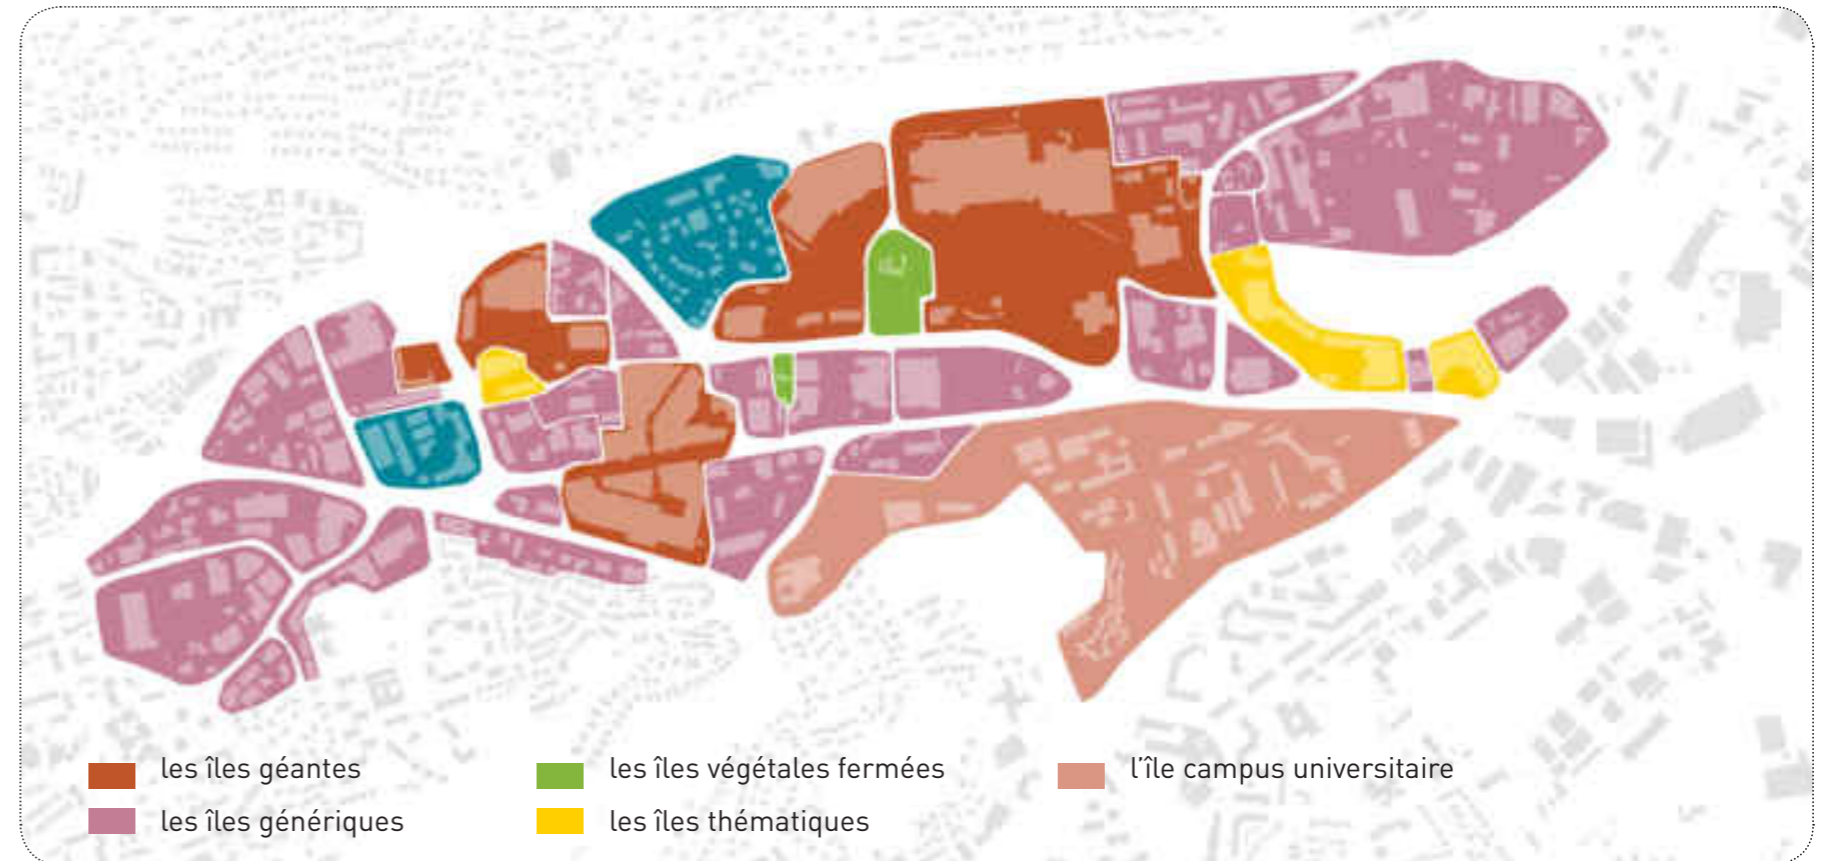 les îles géantes
les îles génériques
les îles végétales fermées
les îles thématiques
l’île campus universitaire